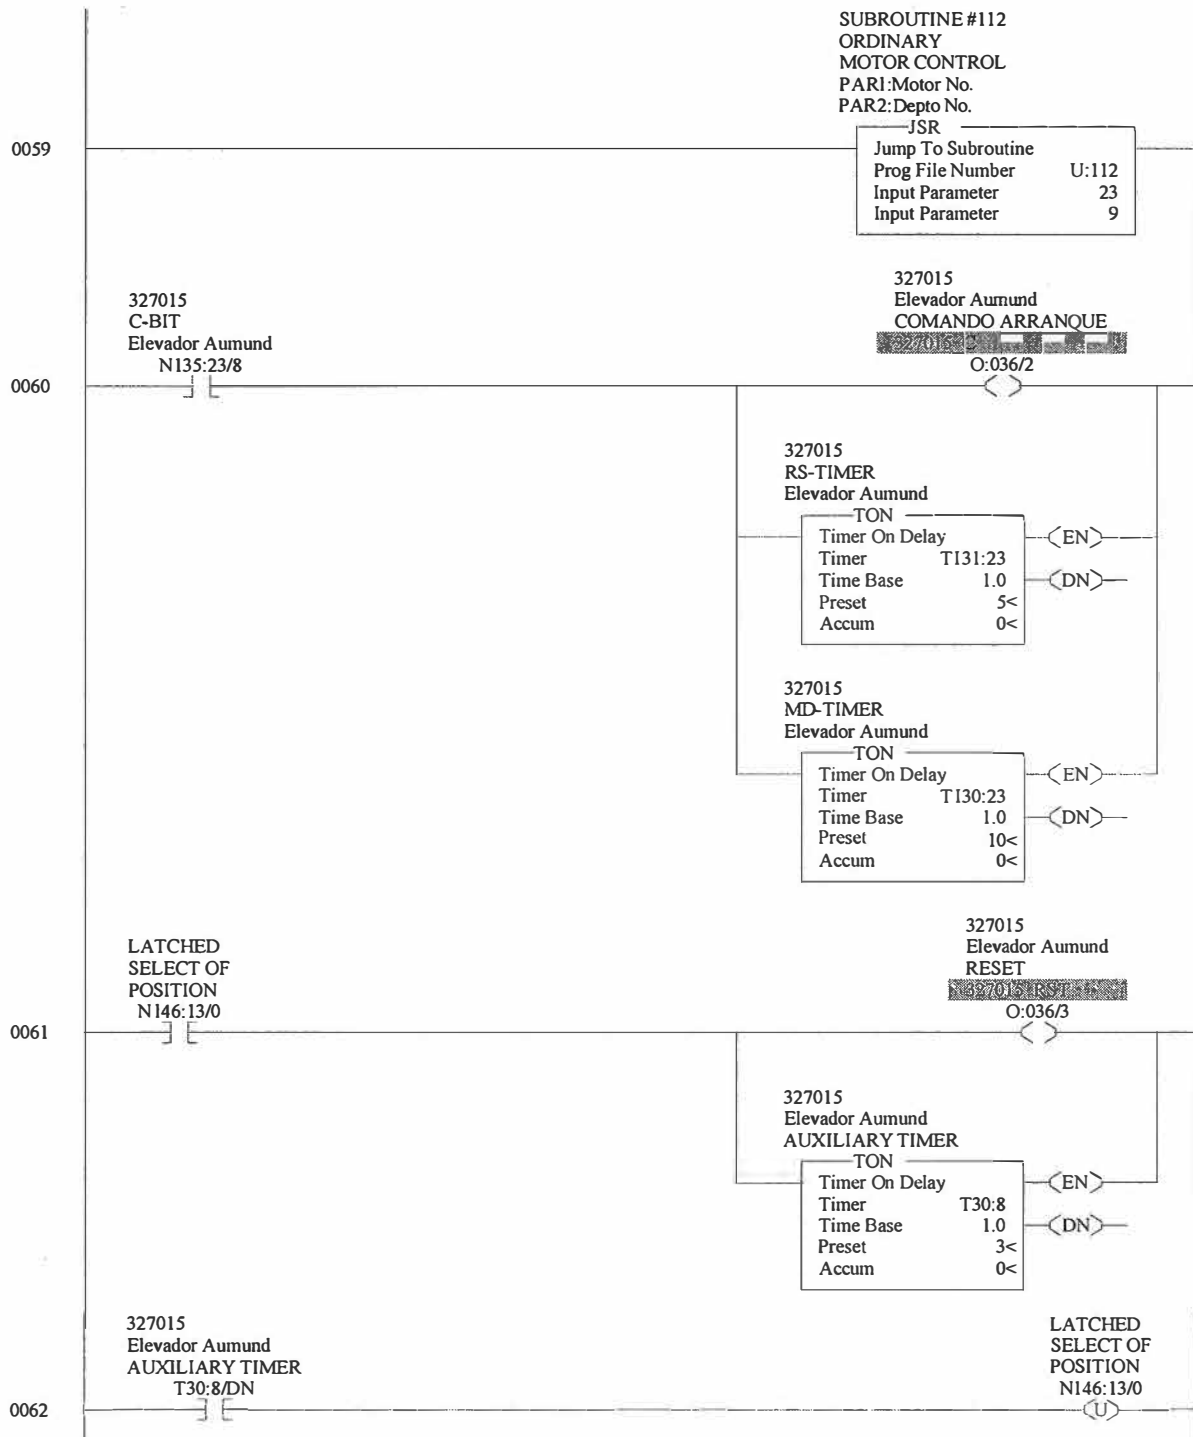 SUBROUTINE #112
ORDINARY
MOTOR CONTROL
PAR1:Motor No.
PAR2:Depto No.
0059
JSR
Jump To Subroutine
Prog File Number U:112
Input Parameter 23
Input Parameter 9
327015
C-BIT
Elevador Aumund
N135:23/8
327015
Elevador Aumund
COMANDO ARRANQUE
O:036/2
0060
327015
RS-TIMER
Elevador Aumund
TON
Timer On Delay
Timer T131:23
Time Base 1.0
Preset 5<
Accum 0<
EN
DN
327015
MD-TIMER
Elevador Aumund
TON
Timer On Delay
Timer T130:23
Time Base 1.0
Preset 10<
Accum 0<
EN
DN
LATCHED
SELECT OF
POSITION
N146:13/0
327015
Elevador Aumund
RESET
O:036/3
0061
327015
Elevador Aumund
AUXILIARY TIMER
TON
Timer On Delay
Timer T30:8
Time Base 1.0
Preset 3<
Accum 0<
EN
DN
327015
Elevador Aumund
AUXILIARY TIMER
T30:8/DN
LATCHED
SELECT OF
POSITION
N146:13/0
0062
U